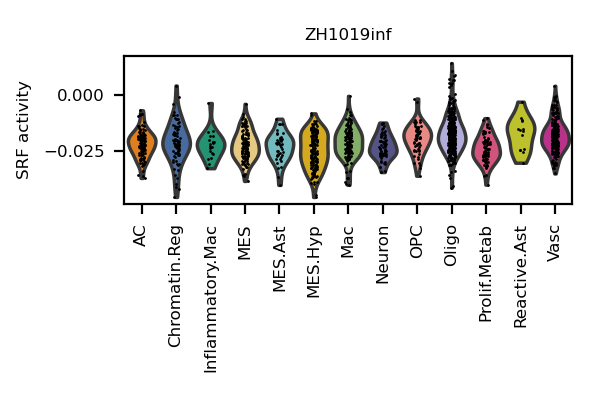 ZH1019inf
SRF activity
0.000
−0.025
AC
Chromatin.Reg
Inflammatory.Mac
MES
MES.Ast
MES.Hyp
Mac
Neuron
OPC
Oligo
Prolif.Metab
Reactive.Ast
Vasc